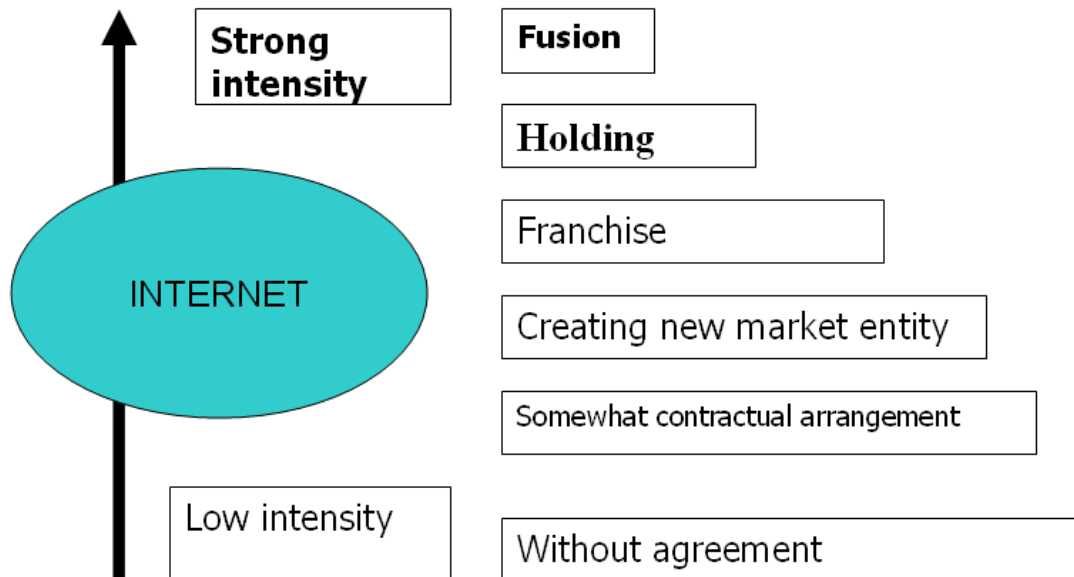 Strong
intensity
Fusion
Holding
Franchise
INTERNET
Creating new market entity
Somewhat contractual arrangement
Low intensity
Without agreement